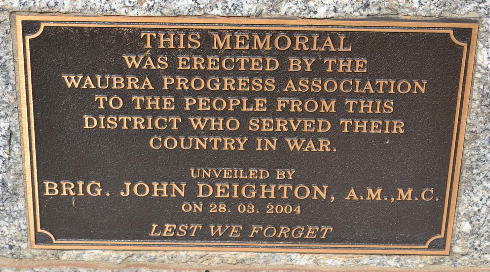 THIS MEMORIAL
WAS ERECTED BY THE
WAUBRA PROGRESS ASSOCIATION
TO THE PEOPLE FROM THIS
DISTRICT WHO SERVED THEIR
COUNTRY IN WAR.
UNVEILED BY
BRIG. JOHN DEIGHTON, A.M.,M.C.
ON 28. 03. 2004
LEST WE FORGET